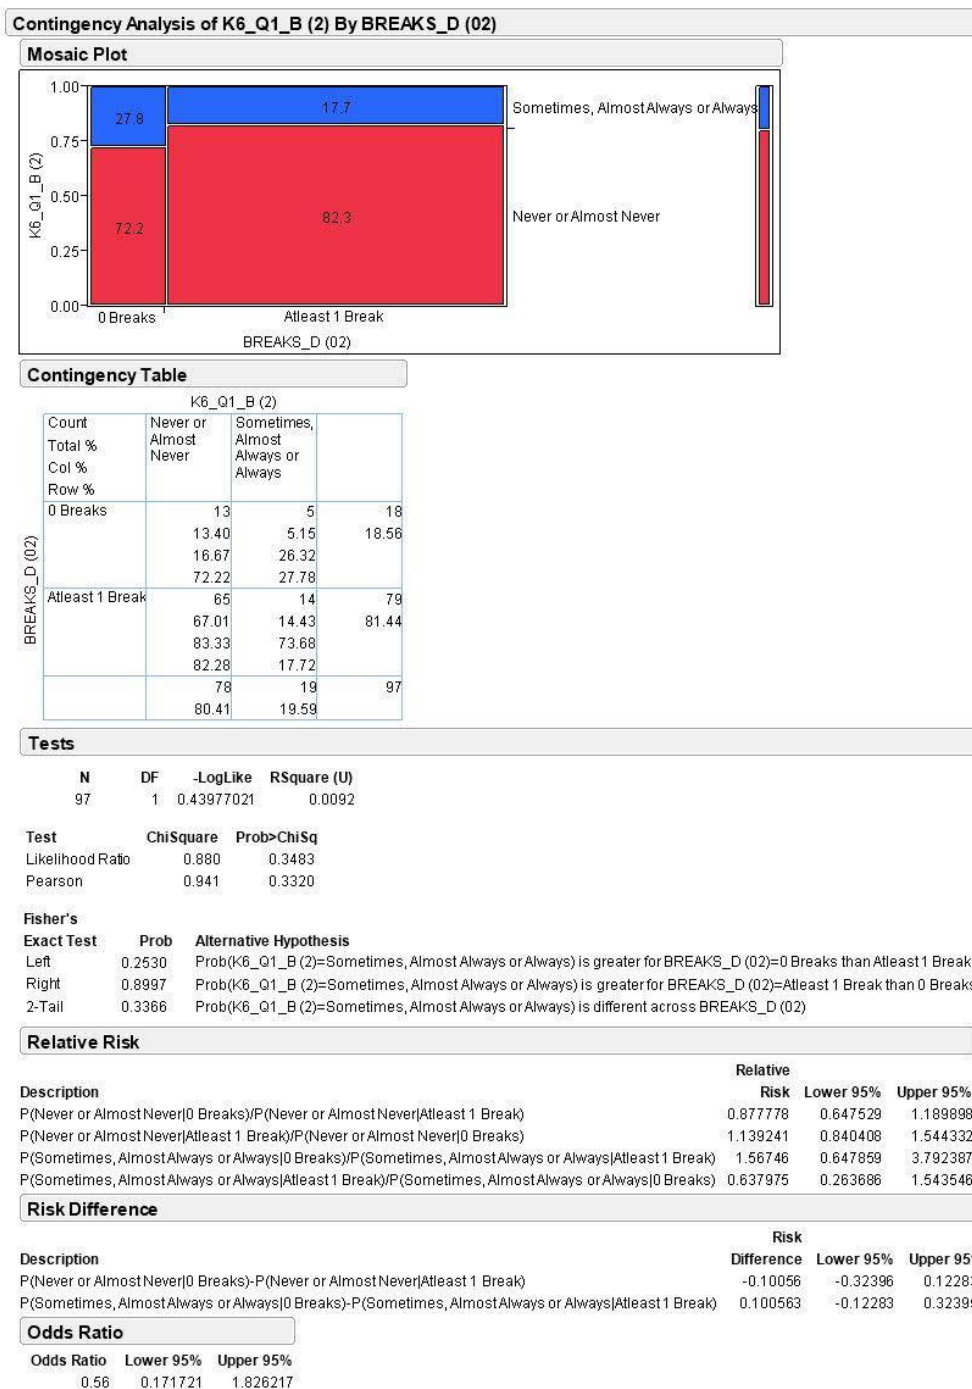 Contingency Analysis of K6_Q1_B (2) By BREAKS_D (02)
Mosaic Plot
1.00
0.75
0.50
0.25
0.00
K6_Q1_B (2)
27.8
17.7
72.2
82.3
Sometimes, Almost Always or Always
Never or Almost Never
0 Breaks Atleast 1 Break
BREAKS_D (02)
Contingency Table
K6_Q1_B (2)
BREAKS_D (02)
Count
Total %
Col %
Row %
Never or
Almost
Never
Sometimes,
Almost
Always or
Always
0 Breaks 13 5 18
13.40 5.15 18.56
16.67 26.32
72.22 27.78
Atleast 1 Break 65 14 79
67.01 14.43 81.44
83.33 73.68
82.28 17.72
78 19 97
80.41 19.59
Tests
N DF -LogLike RSquare (U)
97 1 0.43977021 0.0092
Test ChiSquare Prob>ChiSq
Likelihood Ratio 0.880 0.3483
Pearson 0.941 0.3320
Fisher's
Exact Test Prob Alternative Hypothesis
Left 0.2530 Prob(K6_Q1_B (2)=Sometimes, Almost Always or Always) is greater for BREAKS_D (02)=0 Breaks than Atleast 1 Break
Right 0.8997 Prob(K6_Q1_B (2)=Sometimes, Almost Always or Always) is greater for BREAKS_D (02)=Atleast 1 Break than 0 Breaks
2-Tail 0.3366 Prob(K6_Q1_B (2)=Sometimes, Almost Always or Always) is different across BREAKS_D (02)
Relative Risk
Relative
Description Risk Lower 95% Upper 95%
P(Never or Almost Never|0 Breaks)/P(Never or Almost Never|Atleast 1 Break) 0.877778 0.647529 1.189898
P(Never or Almost Never|Atleast 1 Break)/P(Never or Almost Never|0 Breaks) 1.139241 0.840408 1.544332
P(Sometimes, Almost Always or Always|0 Breaks)/P(Sometimes, Almost Always or Always|Atleast 1 Break) 1.56746 0.647859 3.792387
P(Sometimes, Almost Always or Always|Atleast 1 Break)/P(Sometimes, Almost Always or Always|0 Breaks) 0.637975 0.263686 1.543546
Risk Difference
Risk
Description Difference Lower 95% Upper 95
P(Never or Almost Never|0 Breaks)-P(Never or Almost Never|Atleast 1 Break) -0.10056 -0.32396 0.1228
P(Sometimes, Almost Always or Always|0 Breaks)-P(Sometimes, Almost Always or Always|Atleast 1 Break) 0.100563 -0.12283 0.3239
Odds Ratio
Odds Ratio Lower 95% Upper 95%
0.56 0.171721 1.826217